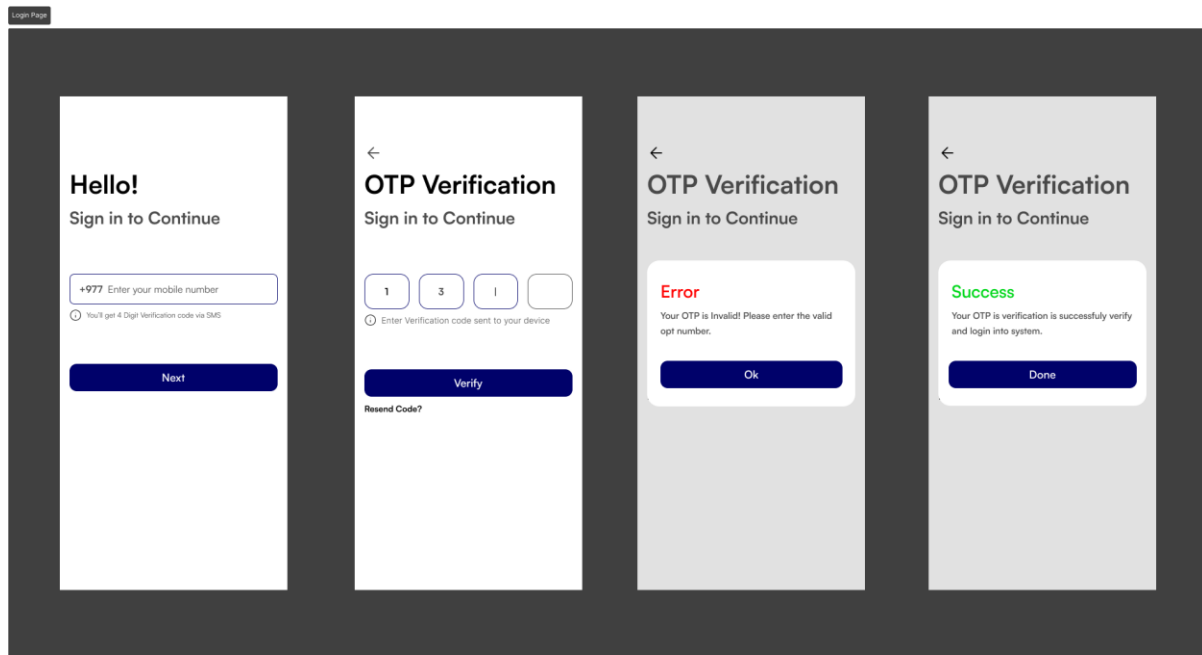 Login Page
Hello!
Sign in to Continue
+977 Enter your mobile number
You'll get 4 Digit Verification code via SMS
Next
OTP Verification
Sign in to Continue
1 3
Enter Verification code sent to your device
Verify
Resend Code?
OTP Verification
Sign in to Continue
Error
Your OTP is Invalid! Please enter the valid
opt number.
Ok
OTP Verification
Sign in to Continue
Success
Your OTP is verification is successfuly verify
and login into system.
Done